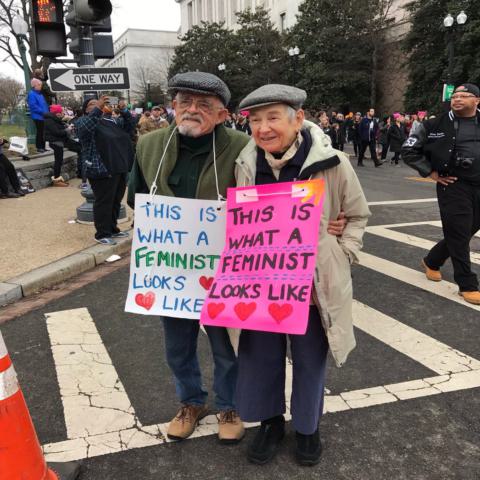 ONE WAY
THIS IS
WHAT A
FEMINIST
LOOKS
LIKE
THIS IS
WHAT A
FEMINIST
LOOKS LIKE